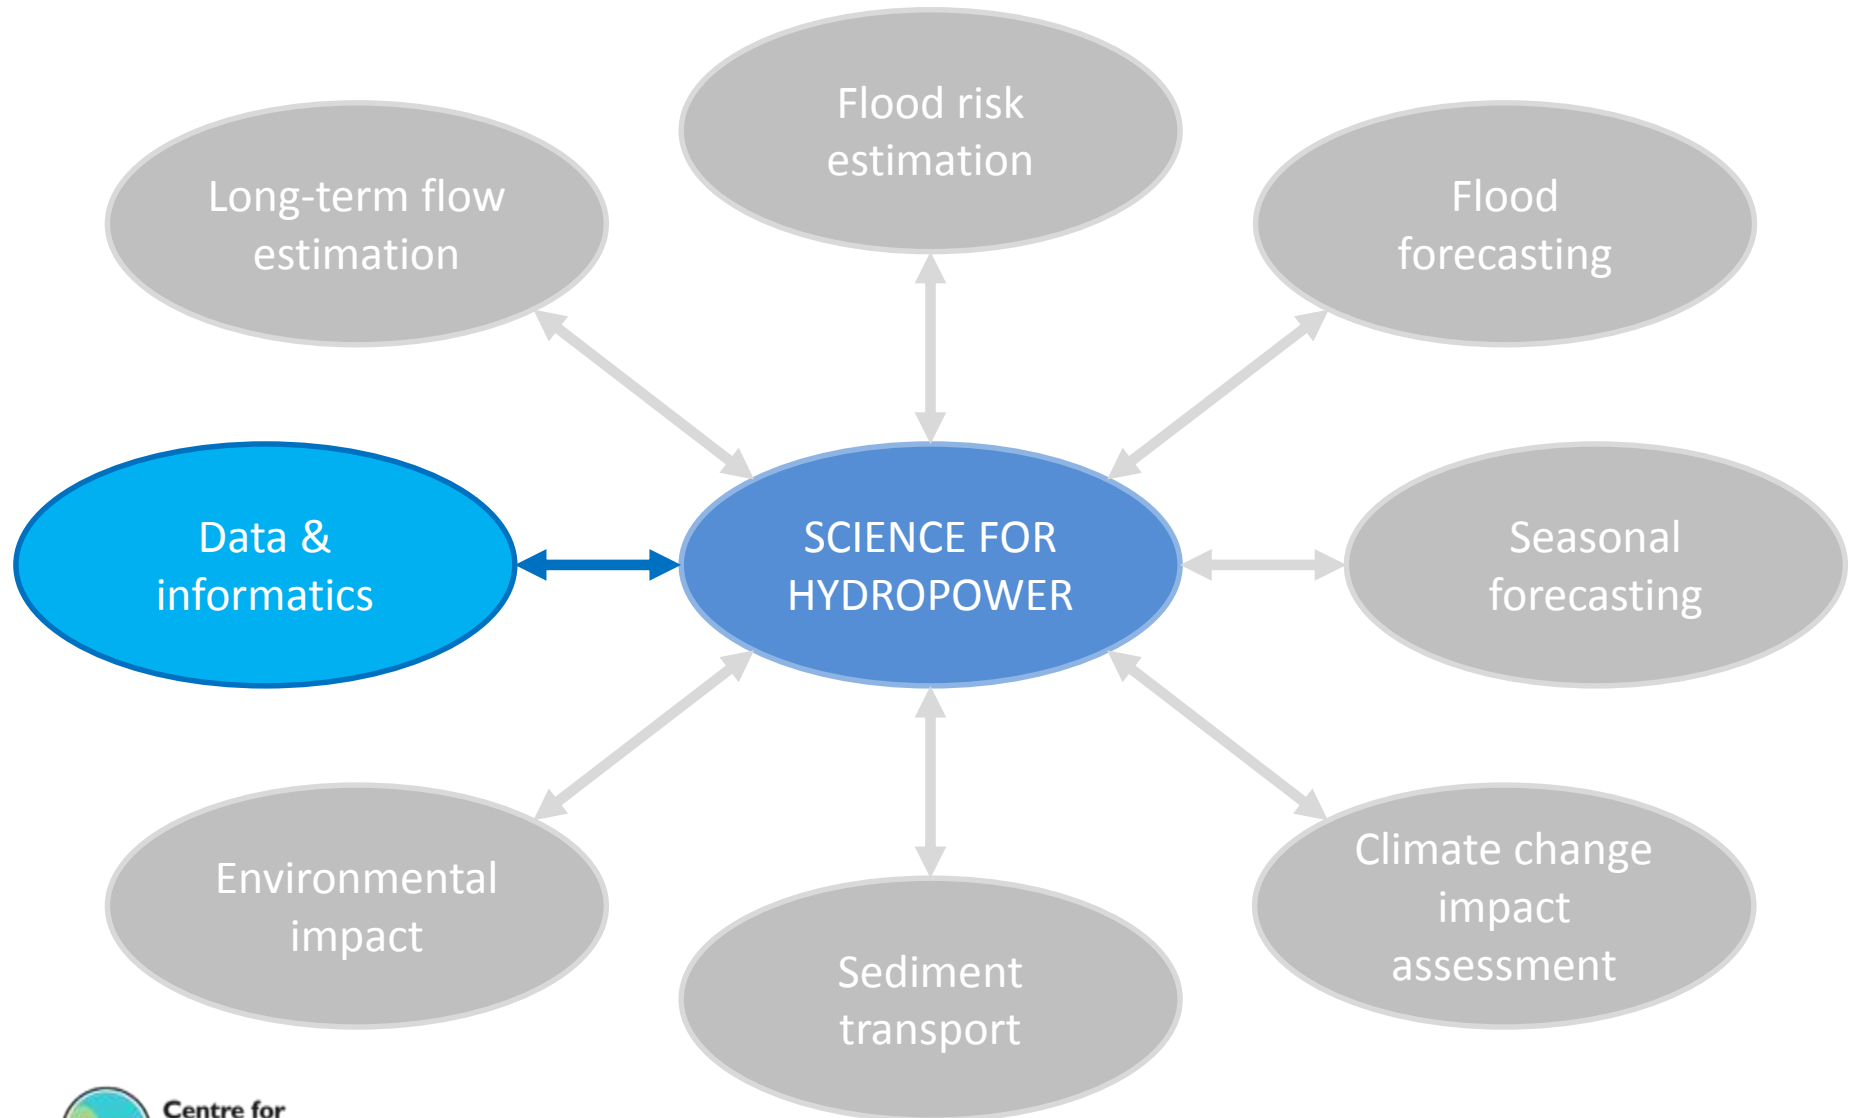 Flood risk
estimation
Long-term flow
estimation
Flood
forecasting
Data &
informatics
SCIENCE FOR
HYDROPOWER
Seasonal
forecasting
Environmental
impact
Climate change
impact
assessment
Sediment
transport
Centre for